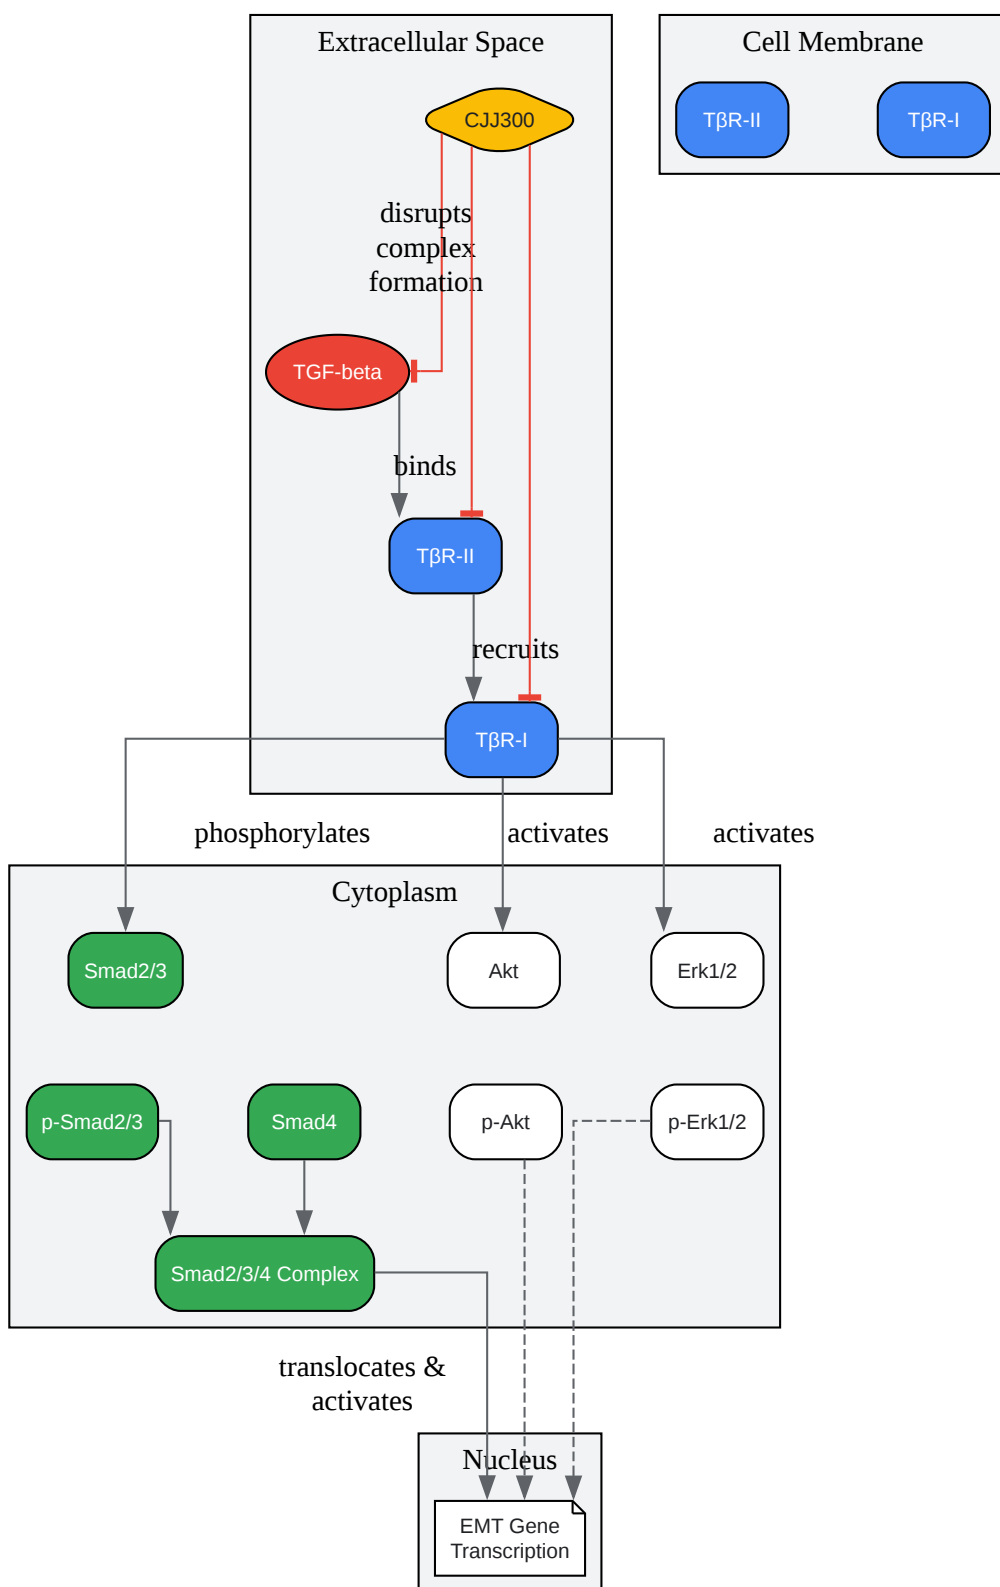 Extracellular Space
Cell Membrane
CJJ300
TβR-II
TβR-I
disrupts
complex
formation
TGF-beta
binds
TβR-II
recruits
TβR-I
phosphorylates
activates
activates
Cytoplasm
Smad2/3
Akt
Erk1/2
p-Smad2/3
Smad4
p-Akt
p-Erk1/2
Smad2/3/4 Complex
translocates &
activates
Nucleus
EMT Gene
Transcription